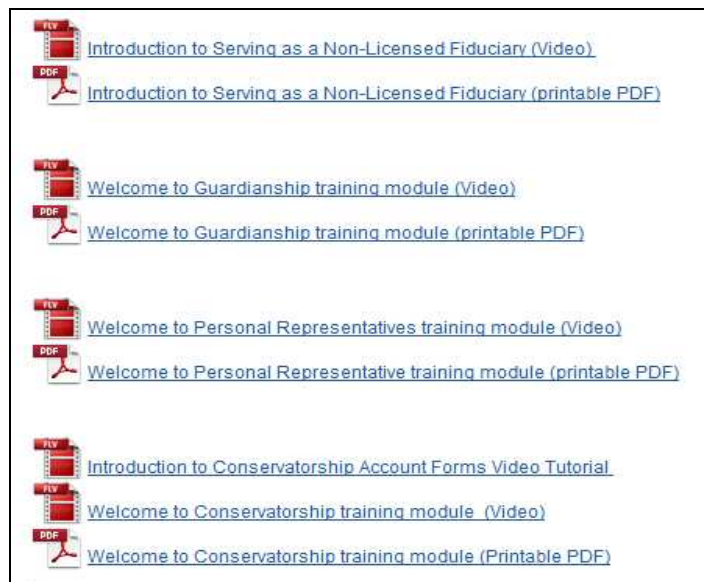 FLV
Introduction to Serving as a Non-Licensed Fiduciary (Video)
PDF
Introduction to Serving as a Non-Licensed Fiduciary (printable PDF)
FLV
Welcome to Guardianship training module (Video)
PDF
Welcome to Guardianship training module (printable PDF)
FLV
Welcome to Personal Representatives training module (Video)
PDF
Welcome to Personal Representative training module (printable PDF)
FLV
Introduction to Conservatorship Account Forms Video Tutorial
FLV
Welcome to Conservatorship training module (Video)
PDF
Welcome to Conservatorship training module (Printable PDF)